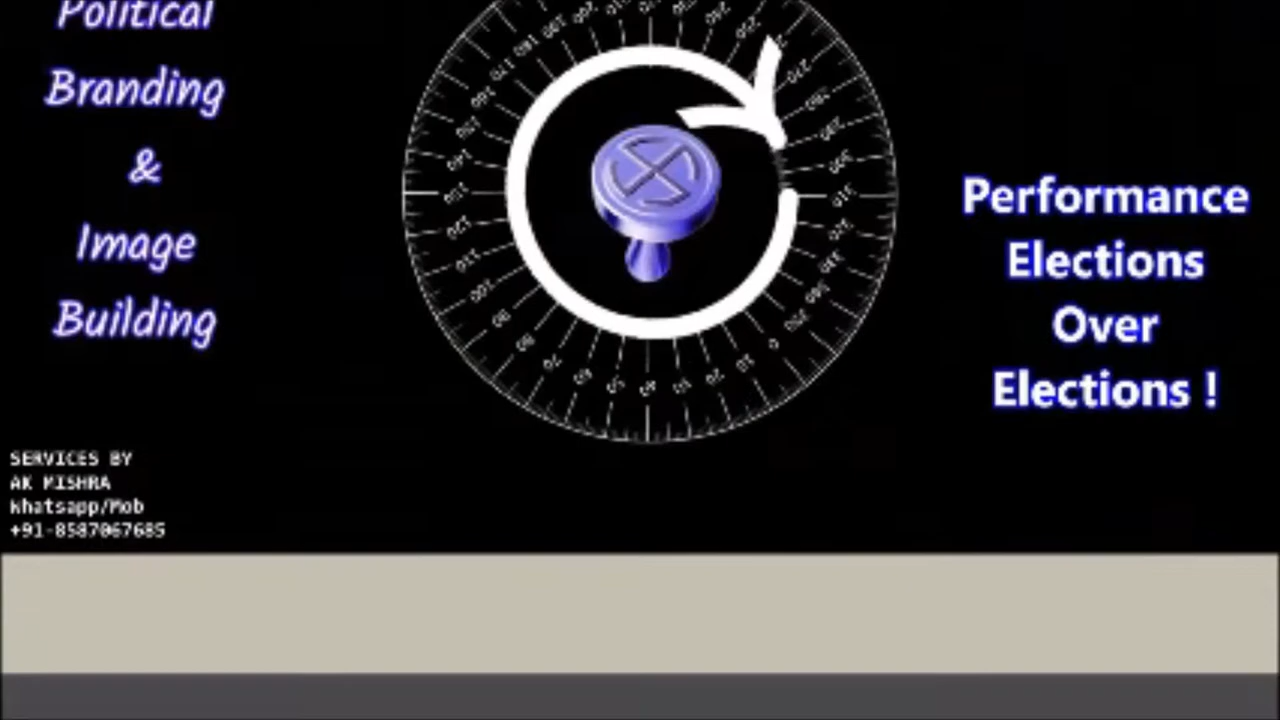 Political
Branding
&
Image
Building
Performance
Elections
Over
Elections !
SERVICES BY
AK MISHRA
Whatsapp/Mob
+91-8587067685